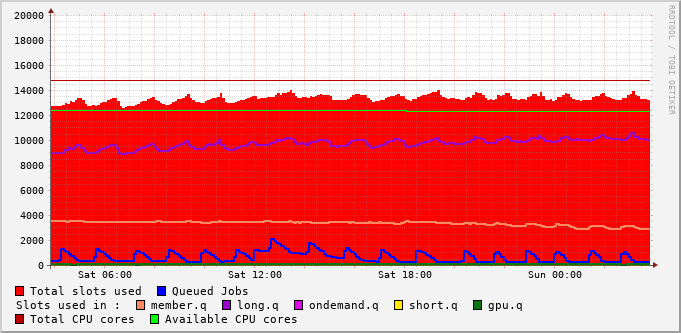 20000
18000
16000
14000
12000
10000
8000
6000
4000
2000
0
Sat 06:00 Sat 12:00 Sat 18:00 Sun 00:00
Total slots used Queued Jobs
Slots used in : member.q long.q ondemand.q short.q gpu.q
Total CPU cores Available CPU cores
RRDTOOL / TOBI OETIKER